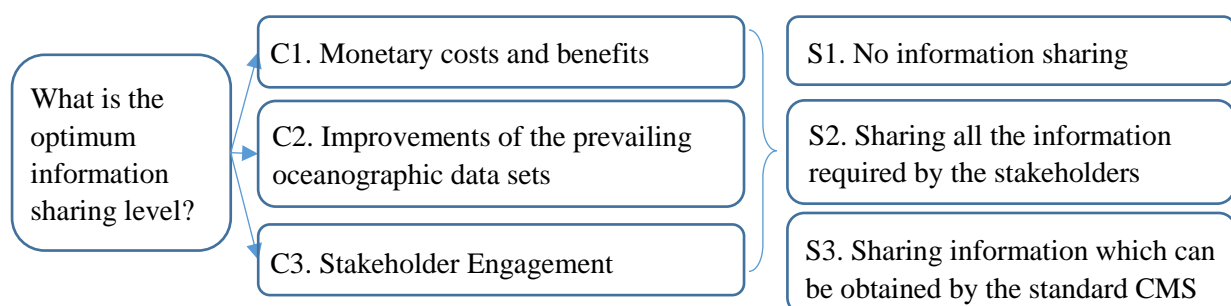 What is the
optimum
information
sharing level?
C1. Monetary costs and benefits
C2. Improvements of the prevailing
oceanographic data sets
C3. Stakeholder Engagement
S1. No information sharing
S2. Sharing all the information
required by the stakeholders
S3. Sharing information which can
be obtained by the standard CMS